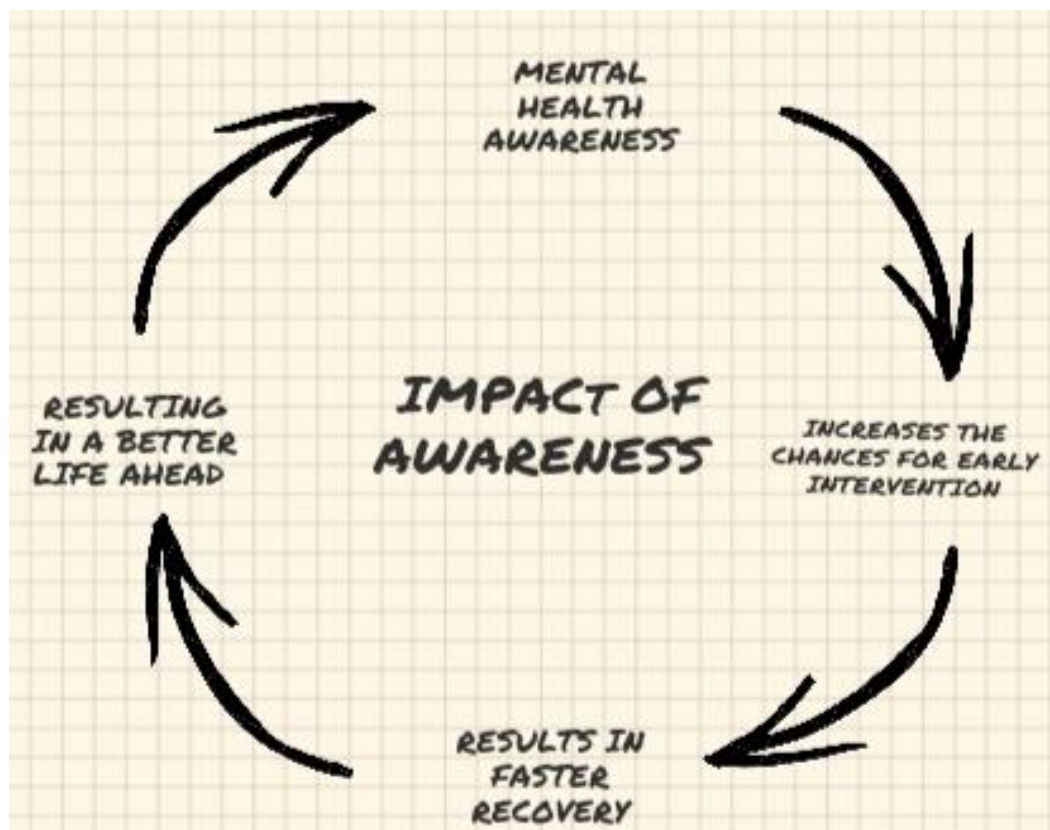 MENTAL
HEALTH
AWARENESS
IMPACT OF
AWARENESS
INCREASES THE
CHANCES FOR EARLY
INTERVENTION
RESULTS IN
FASTER
RECOVERY
RESULTING
IN A BETTER
LIFE AHEAD